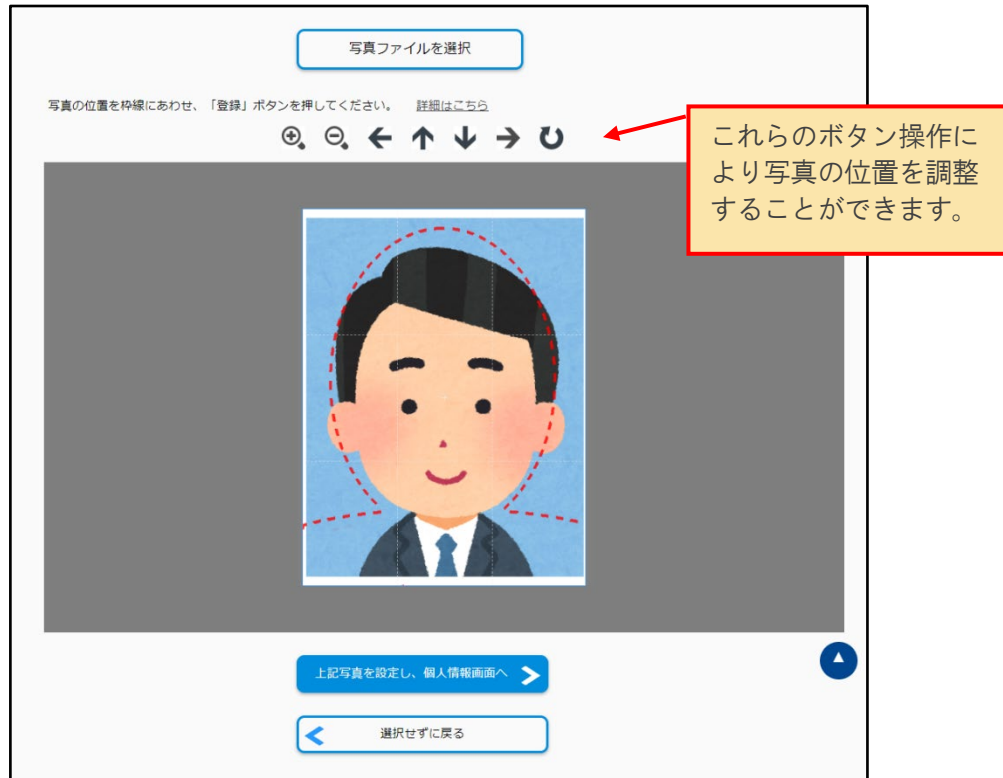 写真ファイルを選択
写真の位置を枠線にあわせ、「登録」ボタンを押してください。 詳細はこちら
これらのボタン操作に
より写真の位置を調整
することができます。
上記写真を設定し、個人情報画面へ
選択せずに戻る